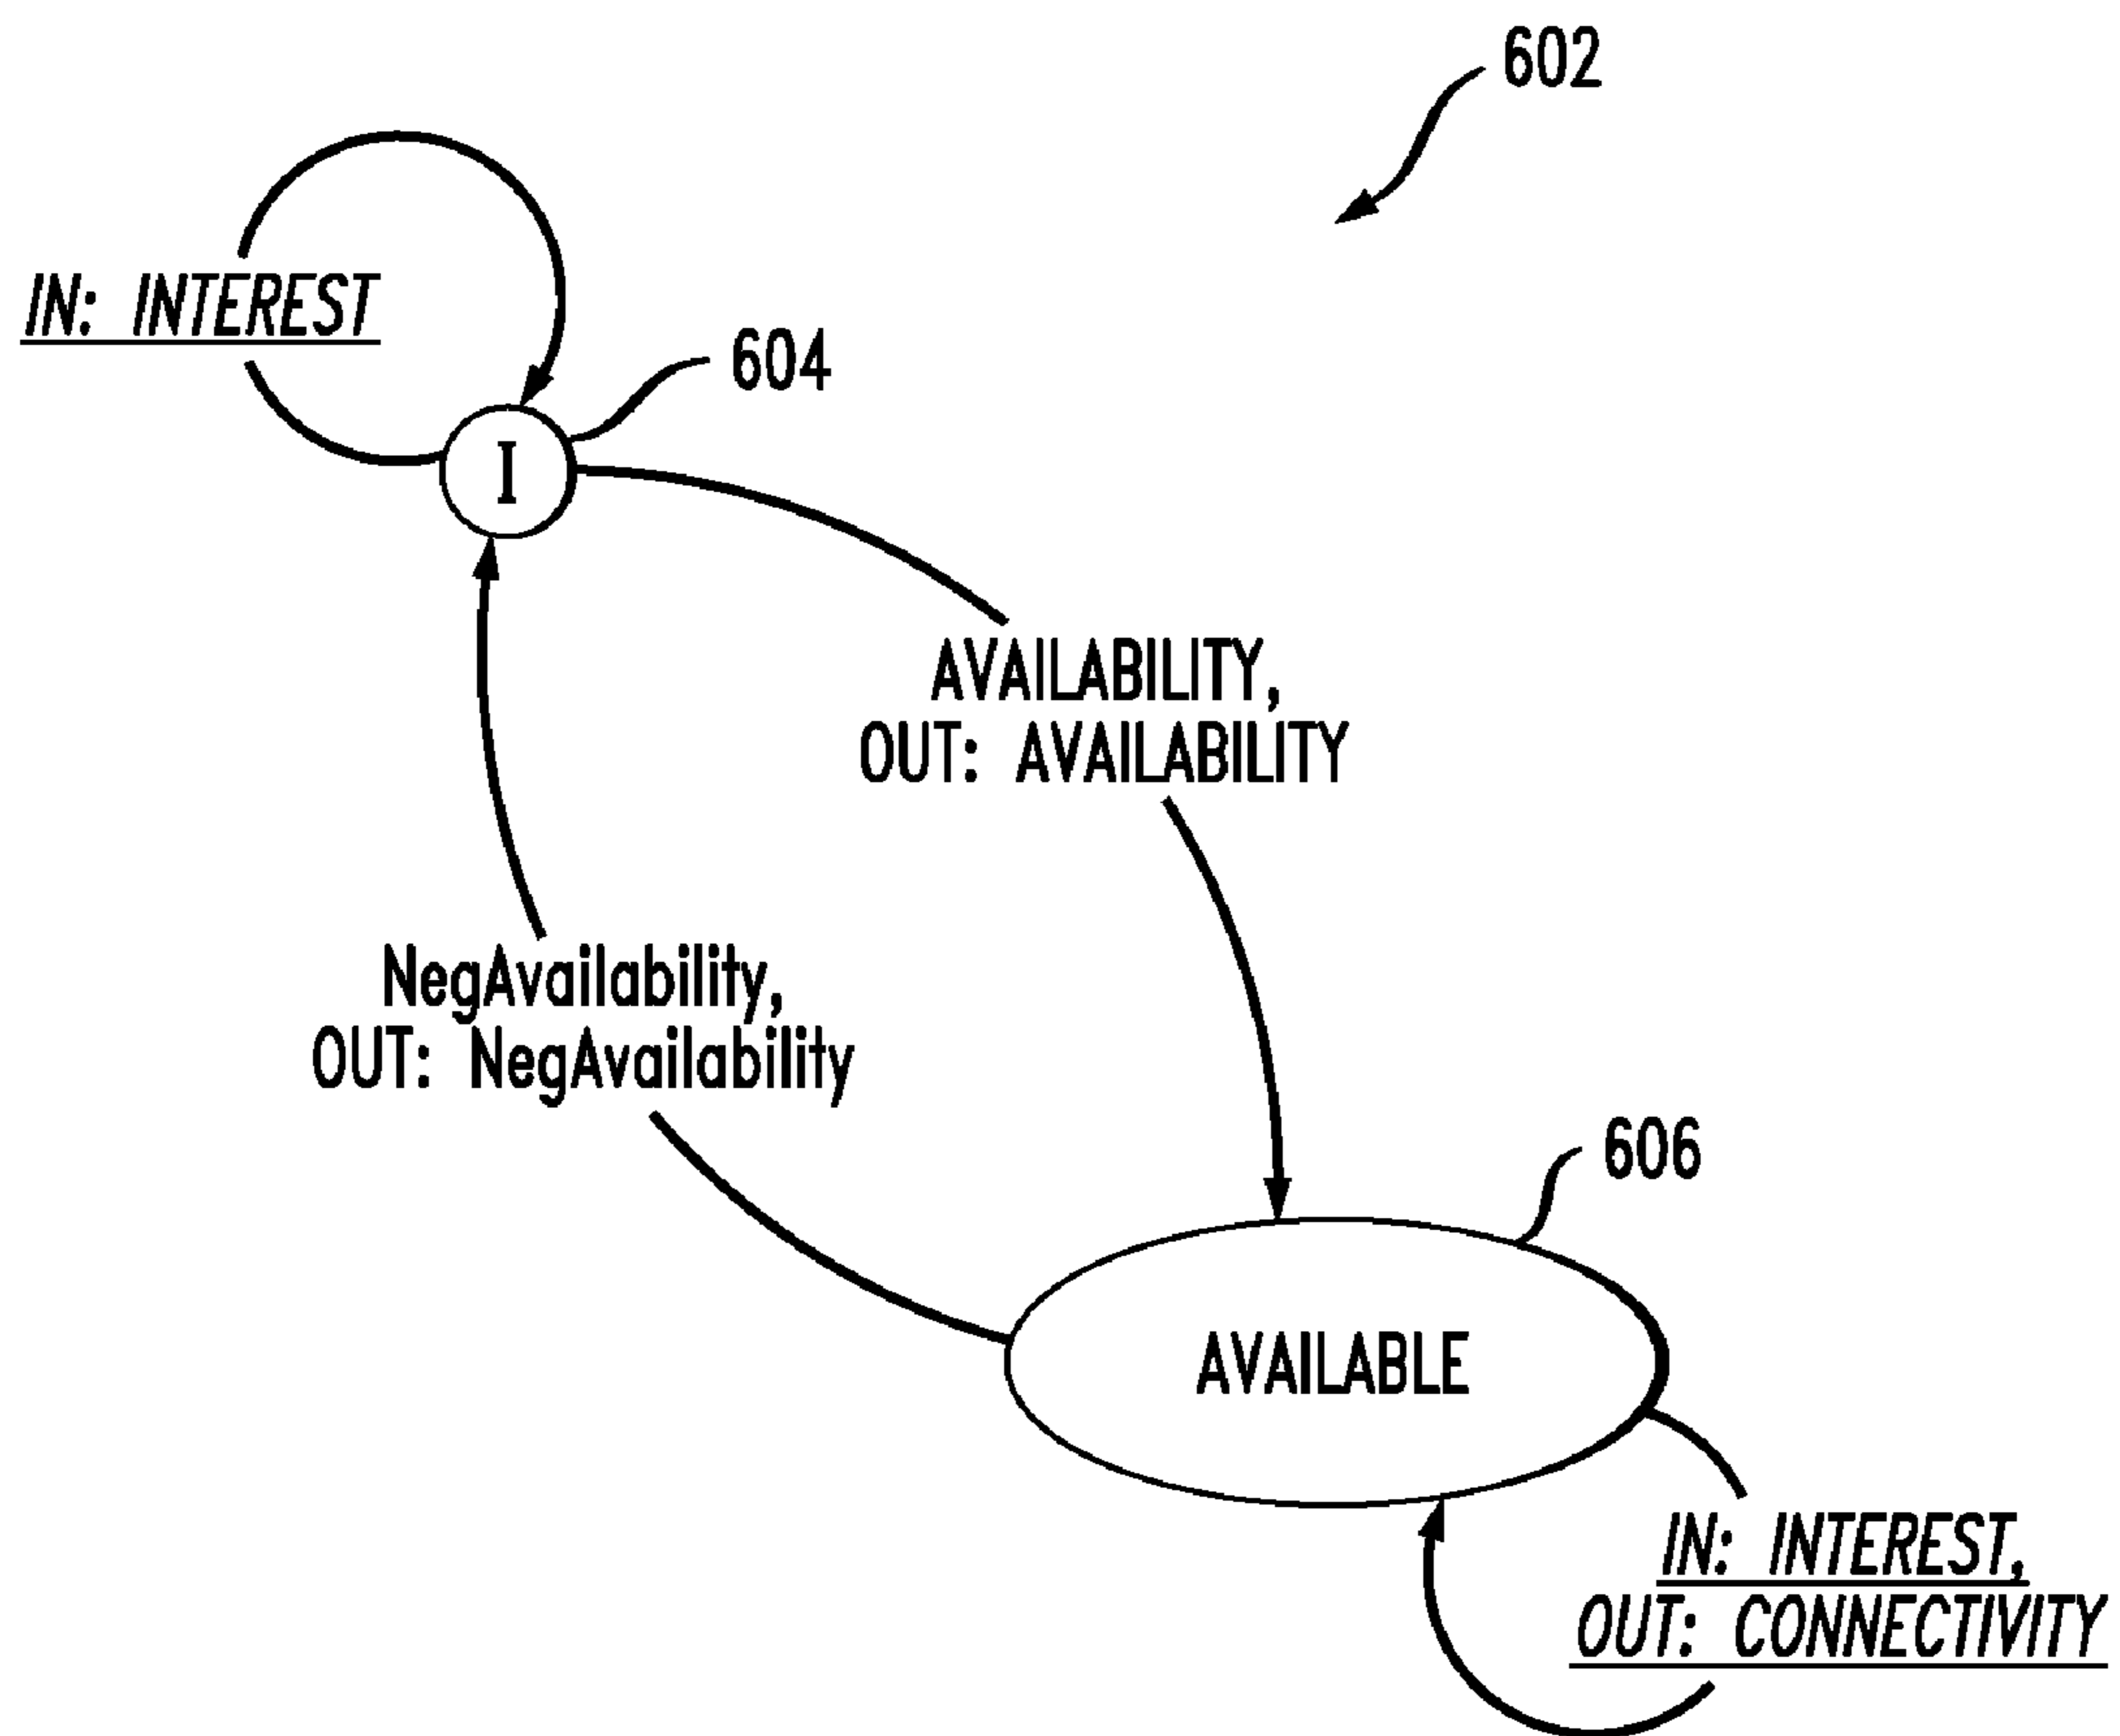 602
IN: INTEREST
604
I
AVAILABILITY,
OUT: AVAILABILITY
NegAvailability,
OUT: NegAvailability
606
AVAILABLE
IN: INTEREST,
OUT: CONNECTIVITY